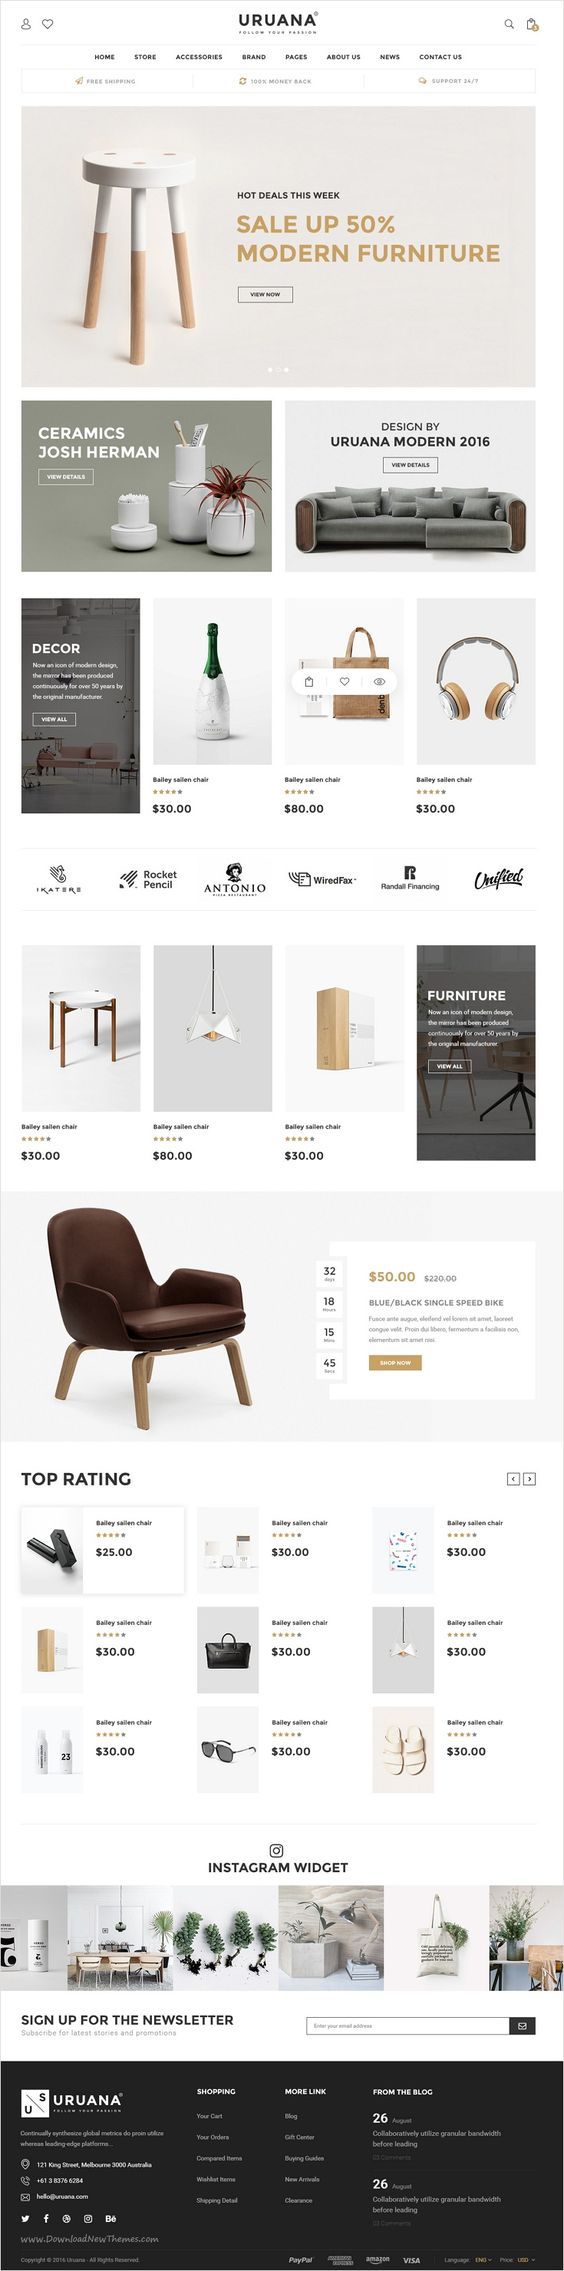 URUANA
FOLLOW YOUR PASSION
3
HOME STORE ACCESSORIES BRAND PAGES ABOUT US NEWS CONTACT US
FREE SHIPPING 100% MONEY BACK SUPPORT 24/7
HOT DEALS THIS WEEK
SALE UP 50%
MODERN FURNITURE
VIEW NOW
CERAMICS
JOSH HERMAN
VIEW DETAILS
DESIGN BY
URUANA MODERN 2016
VIEW DETAILS
DECOR
Now an icon of modern design,
the mirror has been produced
continuously for over 50 years by
the original manufacturer.
VIEW ALL
Bailey sailen chair
$30.00
Bailey sailen chair
$80.00
Bailey sailen chair
$30.00
IKATERE
Rocket
Pencil
ANTONIO
PIZZA RESTAURANT
WiredFax
Randall Financing
Unified
Bailey sailen chair
$30.00
Bailey sailen chair
$80.00
Bailey sailen chair
$30.00
FURNITURE
Now an icon of modern design,
the mirror has been produced
continuously for over 50 years by
the original manufacturer.
VIEW ALL
32
days
18
Hours
15
Mins
45
Secs
$50.00 $220.00
BLUE/BLACK SINGLE SPEED BIKE
Fusce ante augue, eleifend vel lorem sit amet, laoreet
congue velit. Proin dui libero, fermentum a facilisis non,
elementum sit amet nisi.
SHOP NOW
TOP RATING
Bailey sailen chair
$25.00
Bailey sailen chair
$30.00
Bailey sailen chair
$30.00
Bailey sailen chair
$30.00
Bailey sailen chair
$30.00
Bailey sailen chair
$30.00
23
Bailey sailen chair
$30.00
Bailey sailen chair
$30.00
Bailey sailen chair
$30.00
INSTAGRAM WIDGET
SIGN UP FOR THE NEWSLETTER
Subscribe for latest stories and promotions
Enter your email address
US
URUANA
FOLLOW YOUR PASSION
Continually synthesize global metrics do proin utilize
whereas leading-edge platforms...
121 King Street, Melbourne 3000 Australia
+61 3 8376 6284
hello@uruana.com
www.DownloadNewThemes.com
SHOPPING
Your Cart
Your Orders
Compared Items
Wishlist Items
Shipping Detail
MORE LINK
Blog
Gift Center
Buying Guides
New Arrivals
Clearance
FROM THE BLOG
26 August
Collaboratively utilize granular bandwidth
before leading
03 Comments
26 August
Collaboratively utilize granular bandwidth
before leading
03 Comments
Copyright © 2016 Uruana - All Rights Reserved.
PayPal AMERICAN EXPRESS amazon VISA
Language: ENG Price: USD